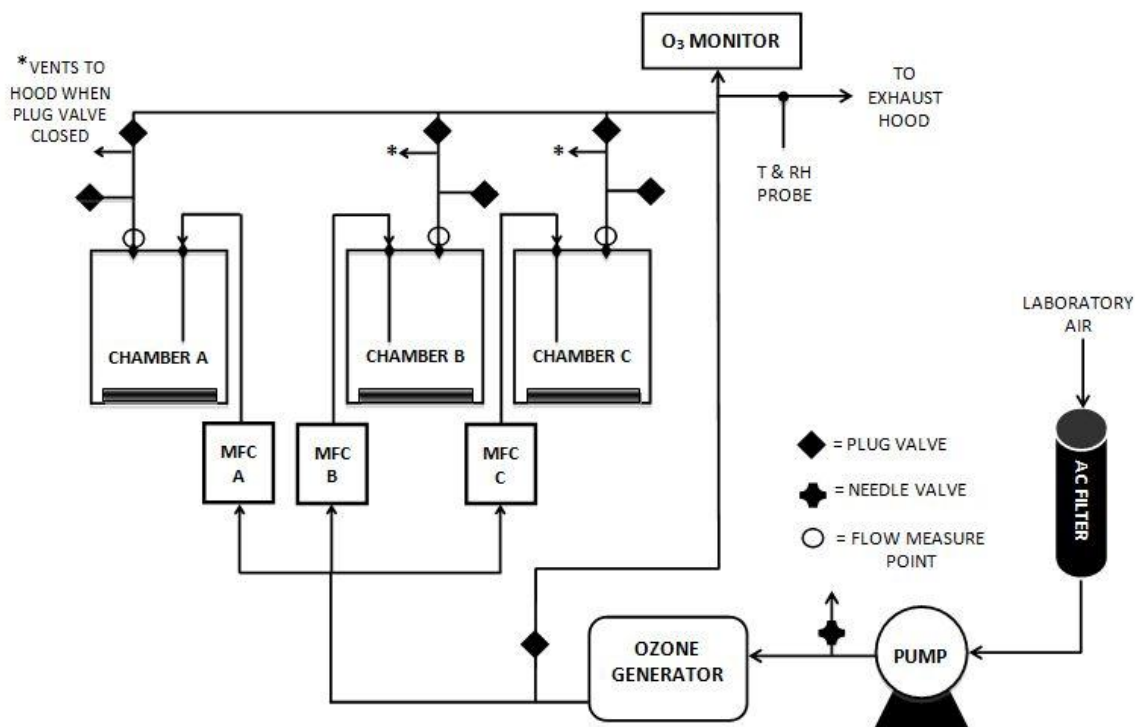 O₃ MONITOR
*VENTS TO
HOOD WHEN
PLUG VALVE
CLOSED
TO
EXHAUST
HOOD
*
*
T & RH
PROBE
LABORATORY
AIR
CHAMBER A
CHAMBER B
CHAMBER C
MFC
A
MFC
B
MFC
C
= PLUG VALVE
= NEEDLE VALVE
= FLOW MEASURE
POINT
AC FILTER
OZONE
GENERATOR
PUMP